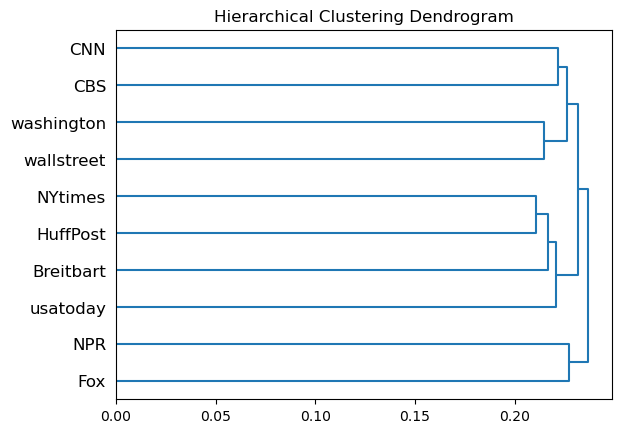 Hierarchical Clustering Dendrogram
CNN
CBS
washington
wallstreet
NYtimes
HuffPost
Breitbart
usatoday
NPR
Fox
0.00 0.05 0.10 0.15 0.20